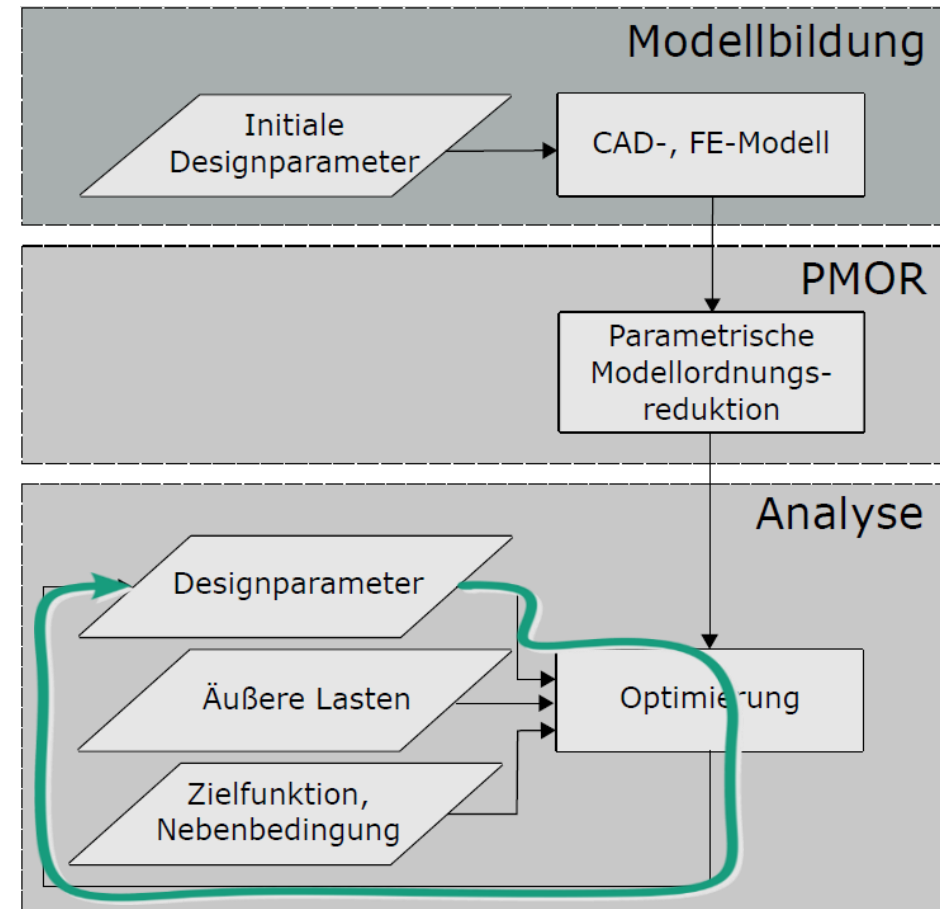 Modellbildung
Initiale
Designparameter
CAD-, FE-Modell
PMOR
Parametrische
Modellordnungs-
reduktion
Analyse
Designparameter
Äußere Lasten
Optimierung
Zielfunktion,
Nebenbedingung